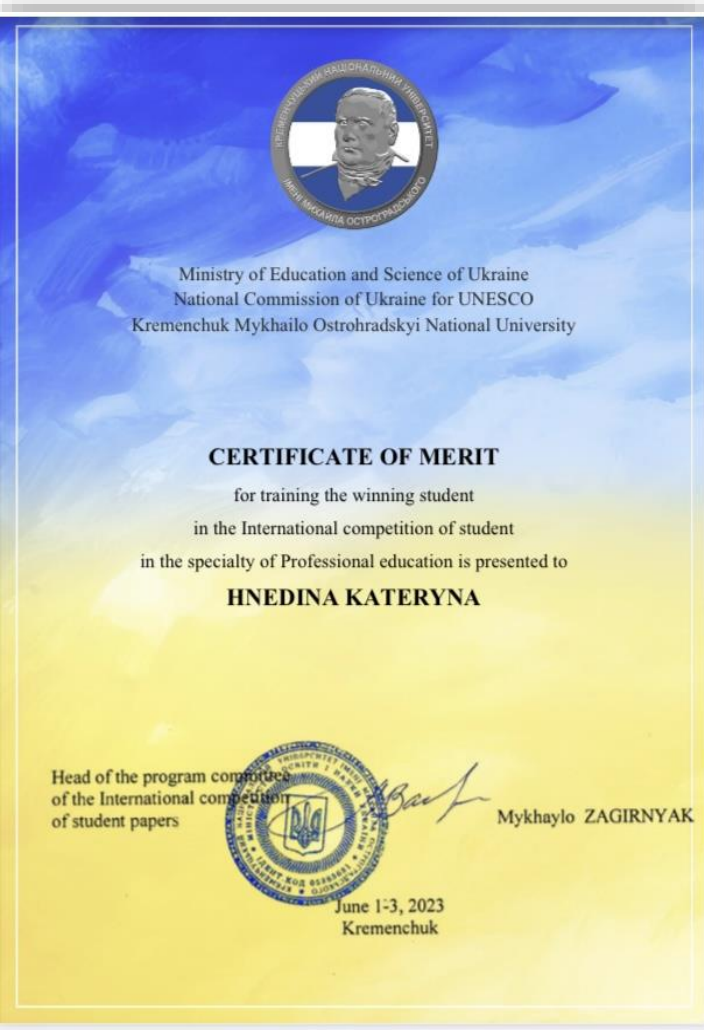 КРЕМЕНЧУЦЬКИЙ НАЦІОНАЛЬНИЙ УНІВЕРСИТЕТ
ІМЕНІ МИХАЙЛА ОСТРОГРАДСЬКОГО
Ministry of Education and Science of Ukraine
National Commission of Ukraine for UNESCO
Kremenchuk Mykhailo Ostrohradskyi National University
CERTIFICATE OF MERIT
for training the winning student
in the International competition of student
in the specialty of Professional education is presented to
HNEDINA KATERYNA
Head of the program committee
of the International competition
of student papers
Mykhaylo ZAGIRNYAK
June 1-3, 2023
Kremenchuk